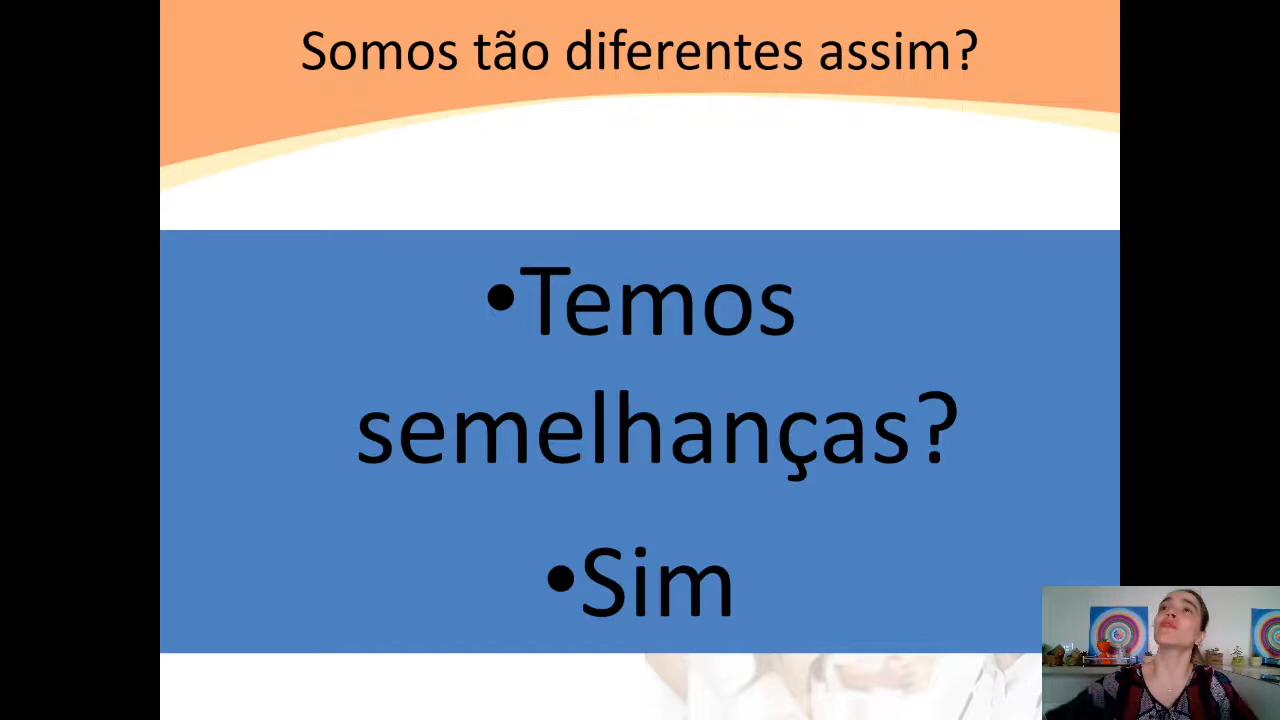 Somos tão diferentes assim?
•Temos
semelhanças?
•Sim